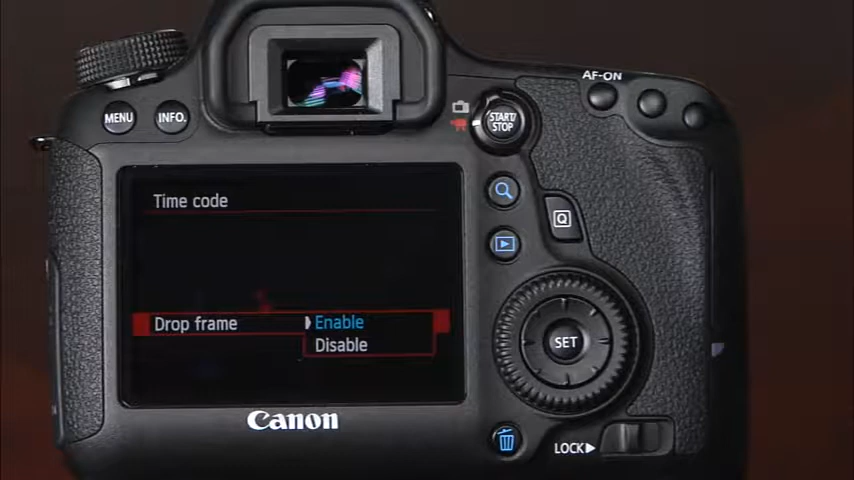 AF-ON
MENU
INFO.
START/
STOP
Time code
Q
Drop frame
Enable
Disable
SET
Canon
LOCK